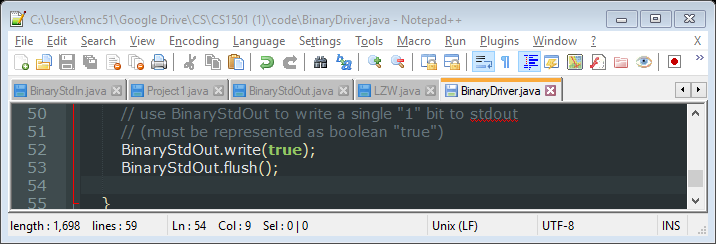 C:\Users\kmc51\Google Drive\CS\CS1501 (1)\code\BinaryDriver.java - Notepad++
File Edit Search View Encoding Language Settings Tools Macro Run Plugins Window ? X
BinaryStdIn.java Project1.java BinaryStdOut.java LZW.java BinaryDriver.java
50 // use BinaryStdOut to write a single "1" bit to stdout
51 // (must be represented as boolean "true")
52 BinaryStdOut.write(true);
53 BinaryStdOut.flush();
54
55 }
length : 1,698 lines : 59 Ln : 54 Col : 9 Sel : 0 | 0 Unix (LF) UTF-8 INS